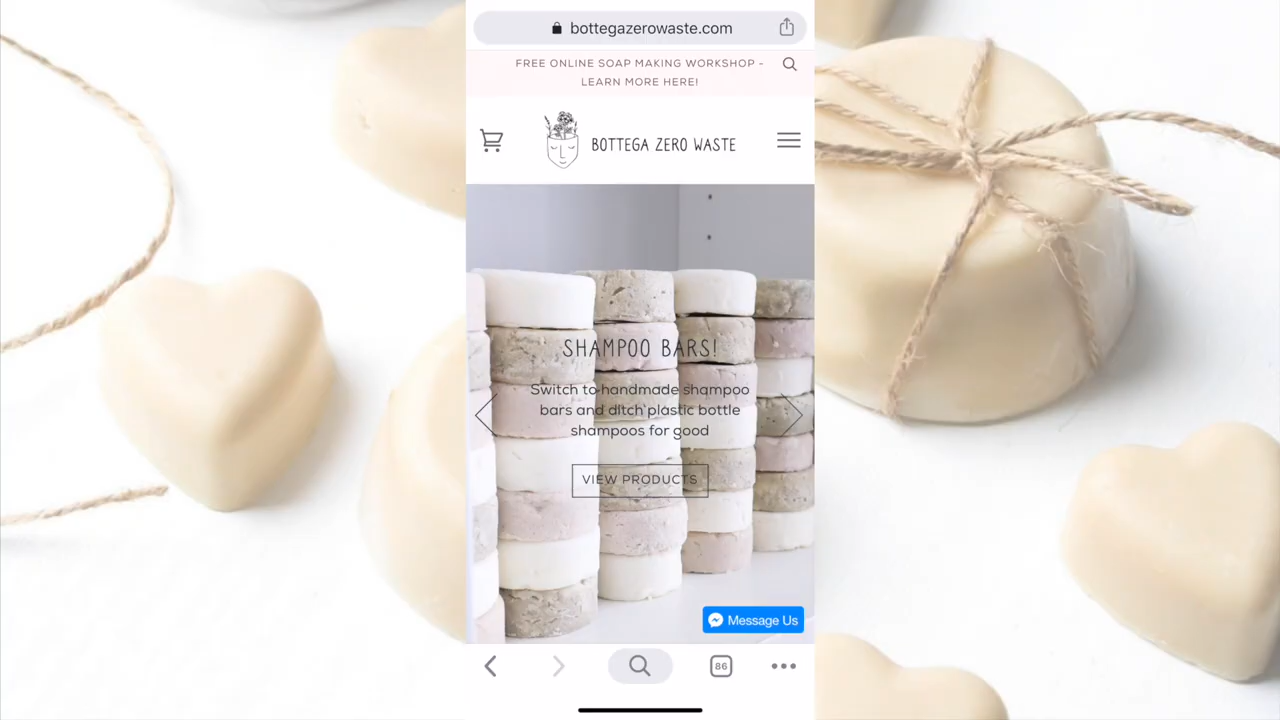 bottegazerowaste.com
FREE ONLINE SOAP MAKING WORKSHOP –
LEARN MORE HERE!
BOTTEGA ZERO WASTE
SHAMPOO BARS!
Switch to handmade shampoo
bars and ditch plastic bottle
shampoos for good
VIEW PRODUCTS
Message Us
86